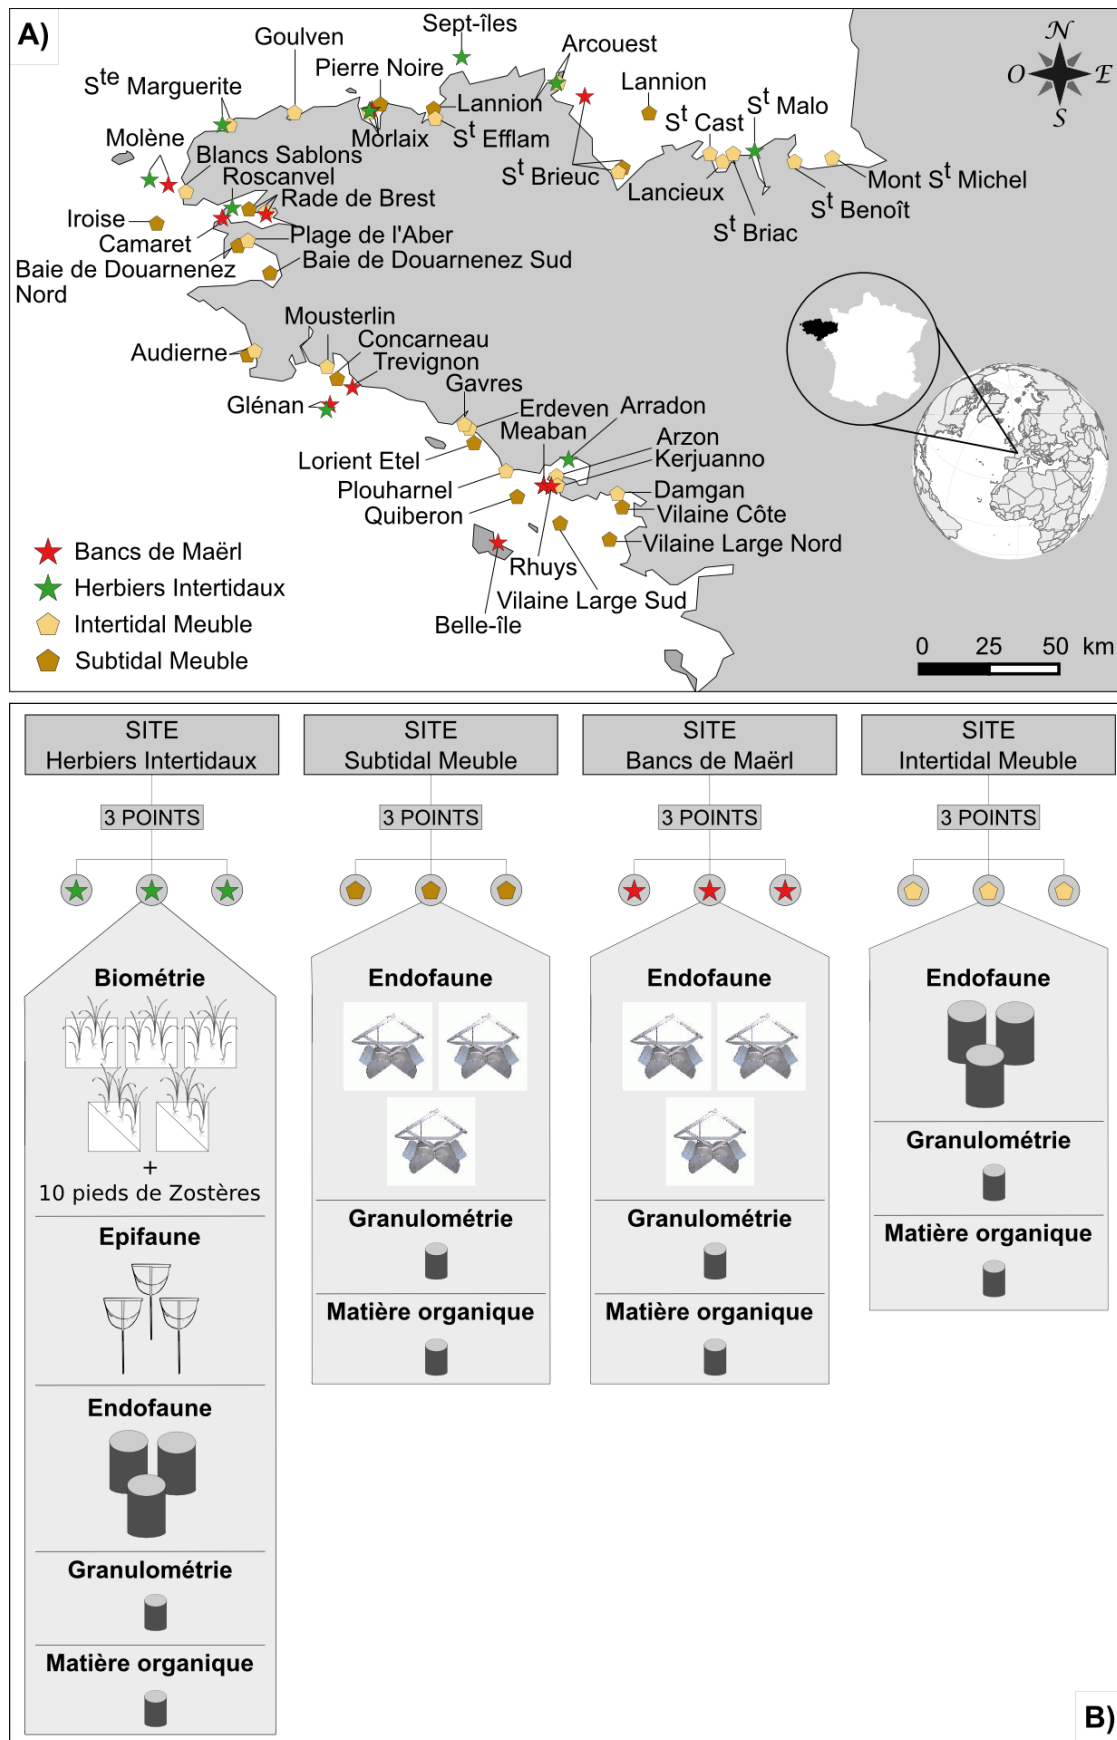 A)
Sept-îles
Goulven
Arcouest
N
O
E
S
Pierre Noire
Lannion
Sᵗᵉ Marguerite
Lannion
Sᵗ Malo
Sᵗ Cast
Morlaix
Sᵗ Efflam
Molène
Blancs Sablons
Roscanvel
Sᵗ Brieuc
Lancieux
Mont Sᵗ Michel
Rade de Brest
Sᵗ Benoît
Iroise
Sᵗ Briac
Camaret
Plage de l'Aber
Baie de Douarnenez
Nord
Baie de Douarnenez Sud
Mousterlin
Concarneau
Audierne
Trevignon
Gavres
Glénan
Erdeven
Arradon
Meaban
Arzon
Kerjuanno
Lorient Etel
Plouharnel
Damgan
Quiberon
Vilaine Côte
Vilaine Large Nord
Rhuys
Vilaine Large Sud
Belle-île
Bancs de Maërl
Herbiers Intertidaux
Intertidal Meuble
Subtidal Meuble
0 25 50 km
SITE
Herbiers Intertidaux
3 POINTS
Biométrie
+
10 pieds de Zostères
Epifaune
Endofaune
Granulométrie
Matière organique
SITE
Subtidal Meuble
3 POINTS
Endofaune
Granulométrie
Matière organique
SITE
Bancs de Maërl
3 POINTS
Endofaune
Granulométrie
Matière organique
SITE
Intertidal Meuble
3 POINTS
Endofaune
Granulométrie
Matière organique
B)